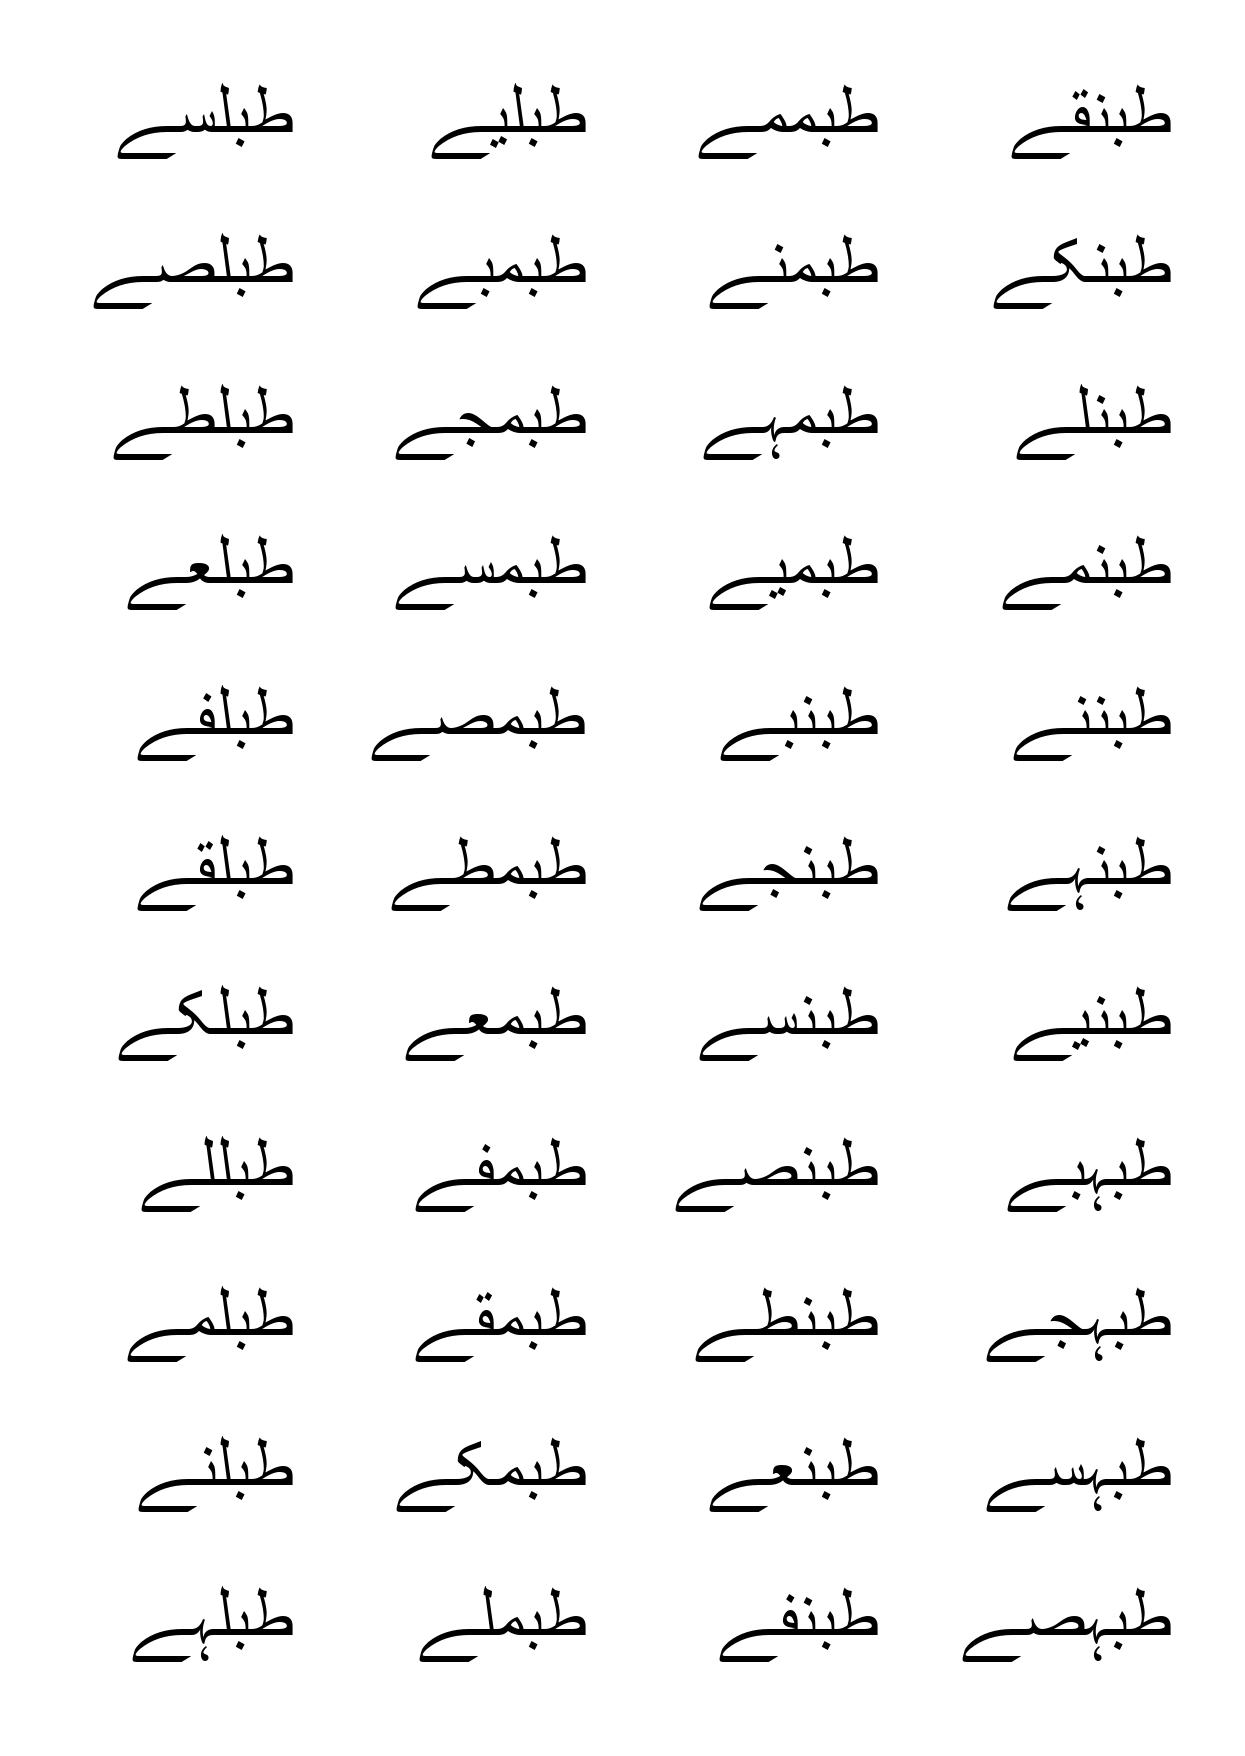 طبنقے طبممے طبلیے طبلسے
طبنکے طبمنے طبمبے طبلصے
طبنلے طبمہے طبمجے طبلطے
طبنمے طبمیے طبمسے طبلعے
طبننے طبنبے طبمصے طبلفے
طبنہے طبنجے طبمطے طبلقے
طبنیے طبنسے طبمعے طبلکے
طبہبے طبنصے طبمفے طبللے
طبہجے طبنطے طبمقے طبلمے
طبہسے طبنعے طبمکے طبلنے
طبہصے طبنفے طبملے طبلہے